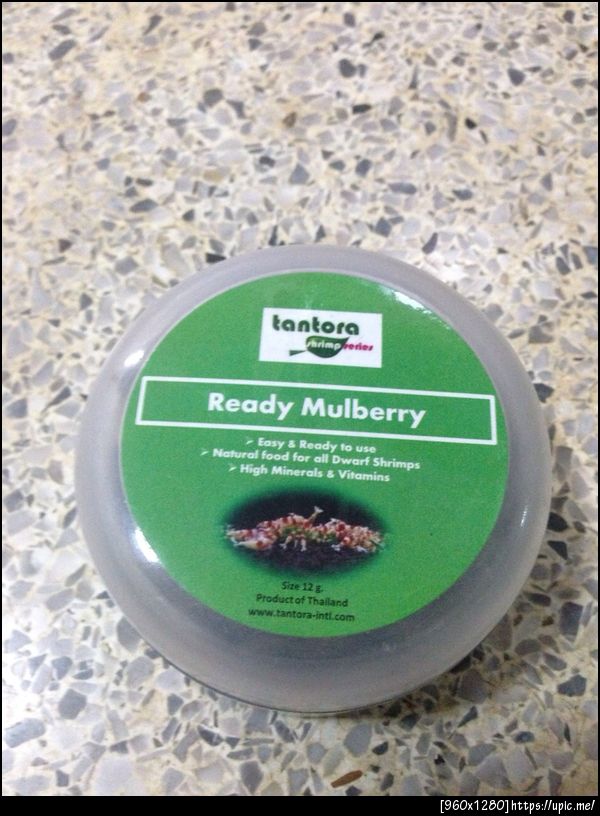 tantora
shrimp series
Ready Mulberry
➢ Easy & Ready to use
➢ Natural food for all Dwarf Shrimps
➢ High Minerals & Vitamins
Size 12 g.
Product of Thailand
www.tantora-intl.com
[960x1280]https://upic.me/